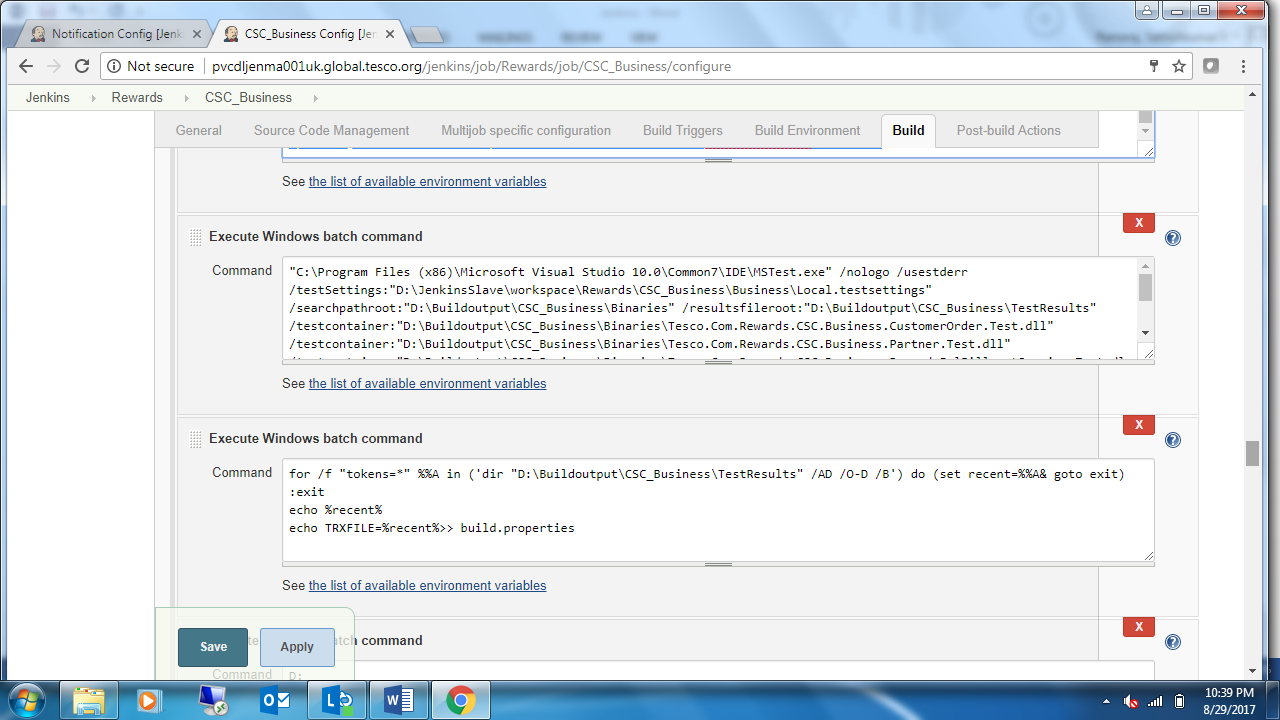 Notification Config [Jenk
CSC_Business Config [Jen
Not secure
pvcdljenma001uk.global.tesco.org/jenkins/job/Rewards/job/CSC_Business/configure
Jenkins
Rewards
CSC_Business
General
Source Code Management
Multijob specific configuration
Build Triggers
Build Environment
Build
Post-build Actions
See the list of available environment variables
X
Execute Windows batch command
Command
"C:\Program Files (x86)\Microsoft Visual Studio 10.0\Common7\IDE\MSTest.exe" /nologo /usestderr
/testSettings:"D:\JenkinsSlave\workspace\Rewards\CSC_Business\Business\Local.testsettings"
/searchpathroot:"D:\Buildoutput\CSC_Business\Binaries" /resultsfileroot:"D:\Buildoutput\CSC_Business\TestResults"
/testcontainer:"D:\Buildoutput\CSC_Business\Binaries\Tesco.Com.Rewards.CSC.Business.CustomerOrder.Test.dll"
/testcontainer:"D:\Buildoutput\CSC_Business\Binaries\Tesco.Com.Rewards.CSC.Business.Partner.Test.dll"
See the list of available environment variables
X
Execute Windows batch command
Command
for /f "tokens=*" %%A in ('dir "D:\Buildoutput\CSC_Business\TestResults" /AD /O-D /B') do (set recent=%%A& goto exit)
:exit
echo %recent%
echo TRXFILE=%recent%>> build.properties
See the list of available environment variables
X
batch command
Save
Apply
Command
D:
10:39 PM
8/29/2017